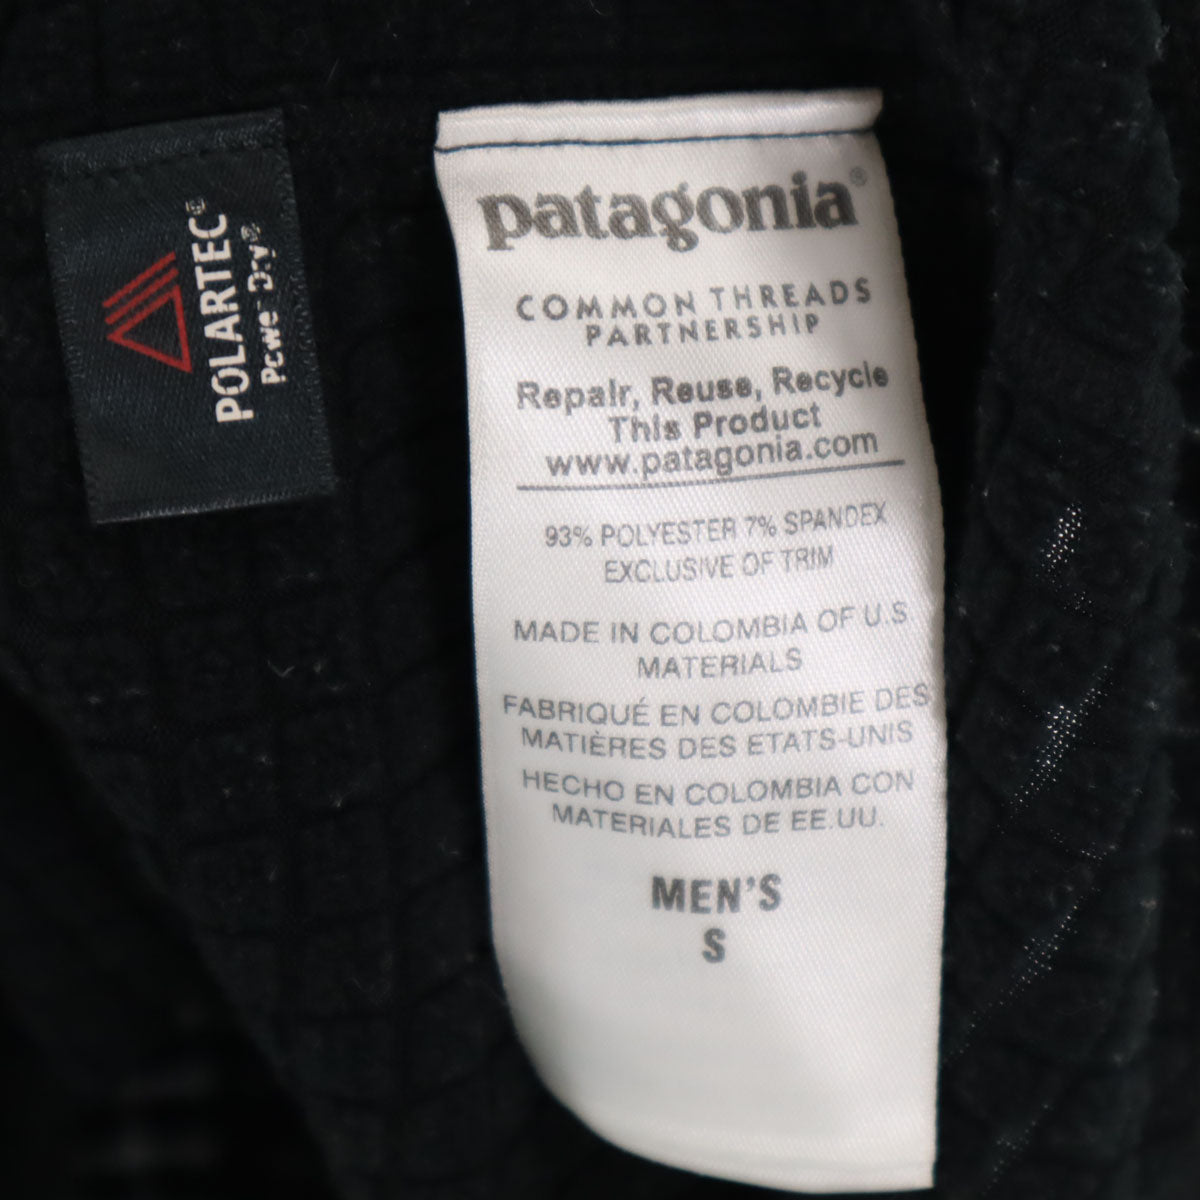 POLARTEC®
Power Dry®
patagonia®
COMMON THREADS
PARTNERSHIP
Repair, Reuse, Recycle
This Product
www.patagonia.com
93% POLYESTER 7% SPANDEX
EXCLUSIVE OF TRIM
MADE IN COLOMBIA OF U.S
MATERIALS
FABRIQUÉ EN COLOMBIE DES
MATIÈRES DES ETATS-UNIS
HECHO EN COLOMBIA CON
MATERIALES DE EE.UU.
MEN'S
S